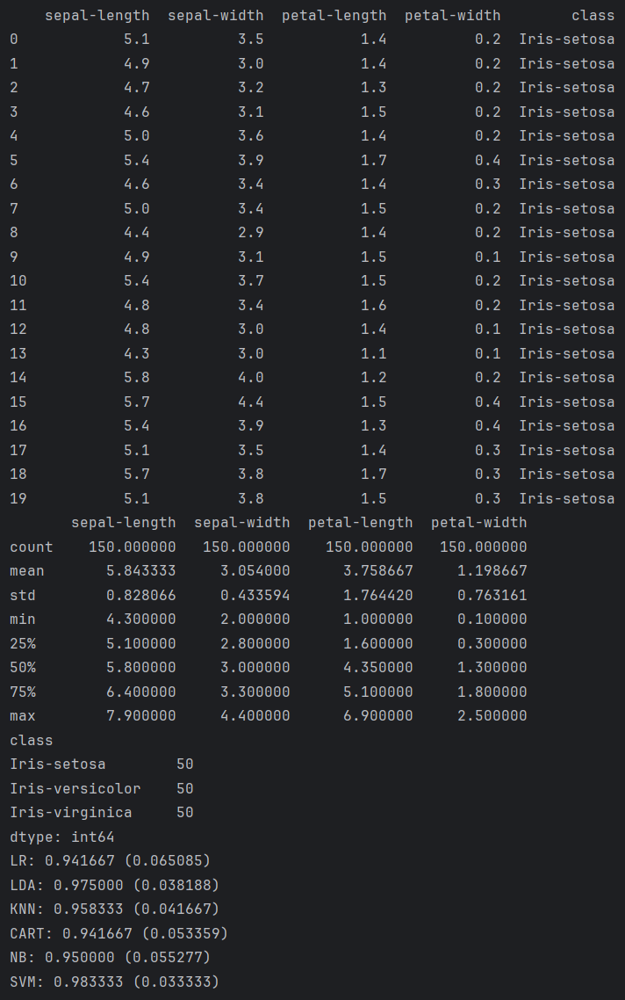 sepal-length  sepal-width  petal-length  petal-width        class
0            5.1          3.5           1.4          0.2  Iris-setosa
1            4.9          3.0           1.4          0.2  Iris-setosa
2            4.7          3.2           1.3          0.2  Iris-setosa
3            4.6          3.1           1.5          0.2  Iris-setosa
4            5.0          3.6           1.4          0.2  Iris-setosa
5            5.4          3.9           1.7          0.4  Iris-setosa
6            4.6          3.4           1.4          0.3  Iris-setosa
7            5.0          3.4           1.5          0.2  Iris-setosa
8            4.4          2.9           1.4          0.2  Iris-setosa
9            4.9          3.1           1.5          0.1  Iris-setosa
10           5.4          3.7           1.5          0.2  Iris-setosa
11           4.8          3.4           1.6          0.2  Iris-setosa
12           4.8          3.0           1.4          0.1  Iris-setosa
13           4.3          3.0           1.1          0.1  Iris-setosa
14           5.8          4.0           1.2          0.2  Iris-setosa
15           5.7          4.4           1.5          0.4  Iris-setosa
16           5.4          3.9           1.3          0.4  Iris-setosa
17           5.1          3.5           1.4          0.3  Iris-setosa
18           5.7          3.8           1.7          0.3  Iris-setosa
19           5.1          3.8           1.5          0.3  Iris-setosa
       sepal-length  sepal-width  petal-length  petal-width
count    150.000000   150.000000    150.000000   150.000000
mean       5.843333     3.054000      3.758667     1.198667
std        0.828066     0.433594      1.764420     0.763161
min        4.300000     2.000000      1.000000     0.100000
25%        5.100000     2.800000      1.600000     0.300000
50%        5.800000     3.000000      4.350000     1.300000
75%        6.400000     3.300000      5.100000     1.800000
max        7.900000     4.400000      6.900000     2.500000
class
Iris-setosa        50
Iris-versicolor    50
Iris-virginica     50
dtype: int64
LR: 0.941667 (0.065085)
LDA: 0.975000 (0.038188)
KNN: 0.958333 (0.041667)
CART: 0.941667 (0.053359)
NB: 0.950000 (0.055277)
SVM: 0.983333 (0.033333)